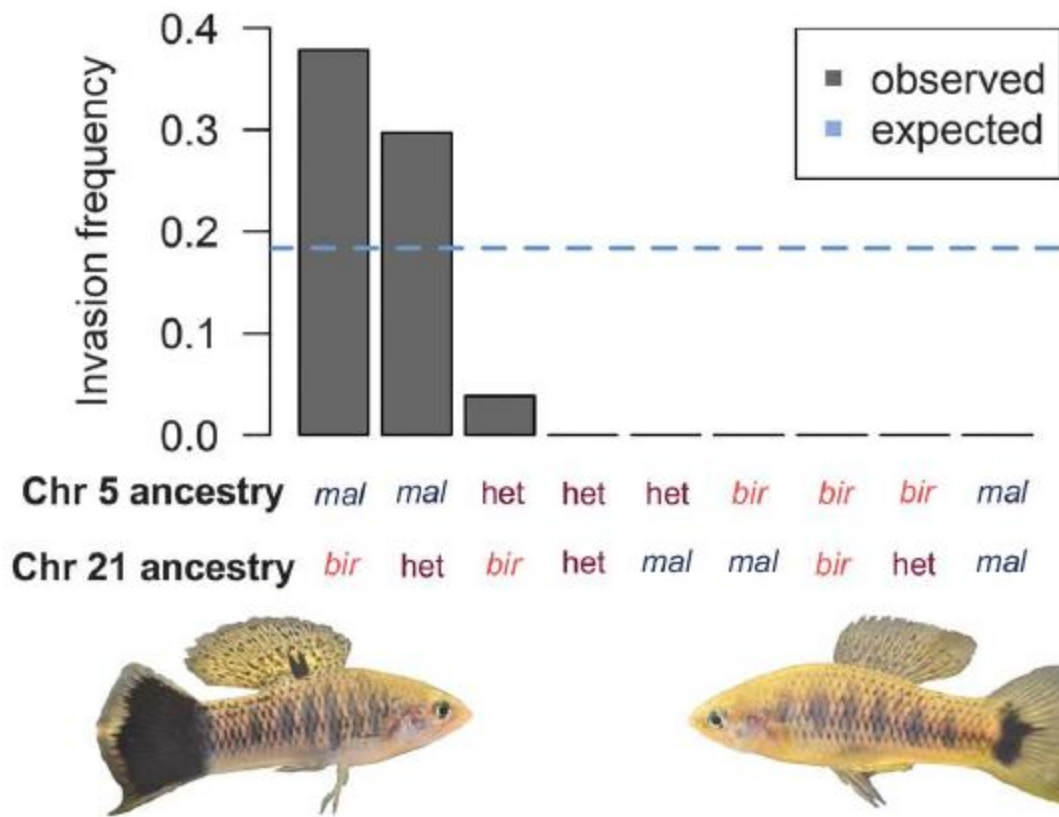 0.4
0.3
0.2
0.1
0.0
Invasion frequency
observed
expected
Chr 5 ancestry mal mal het het het bir bir bir mal
Chr 21 ancestry bir het bir het mal mal bir het mal